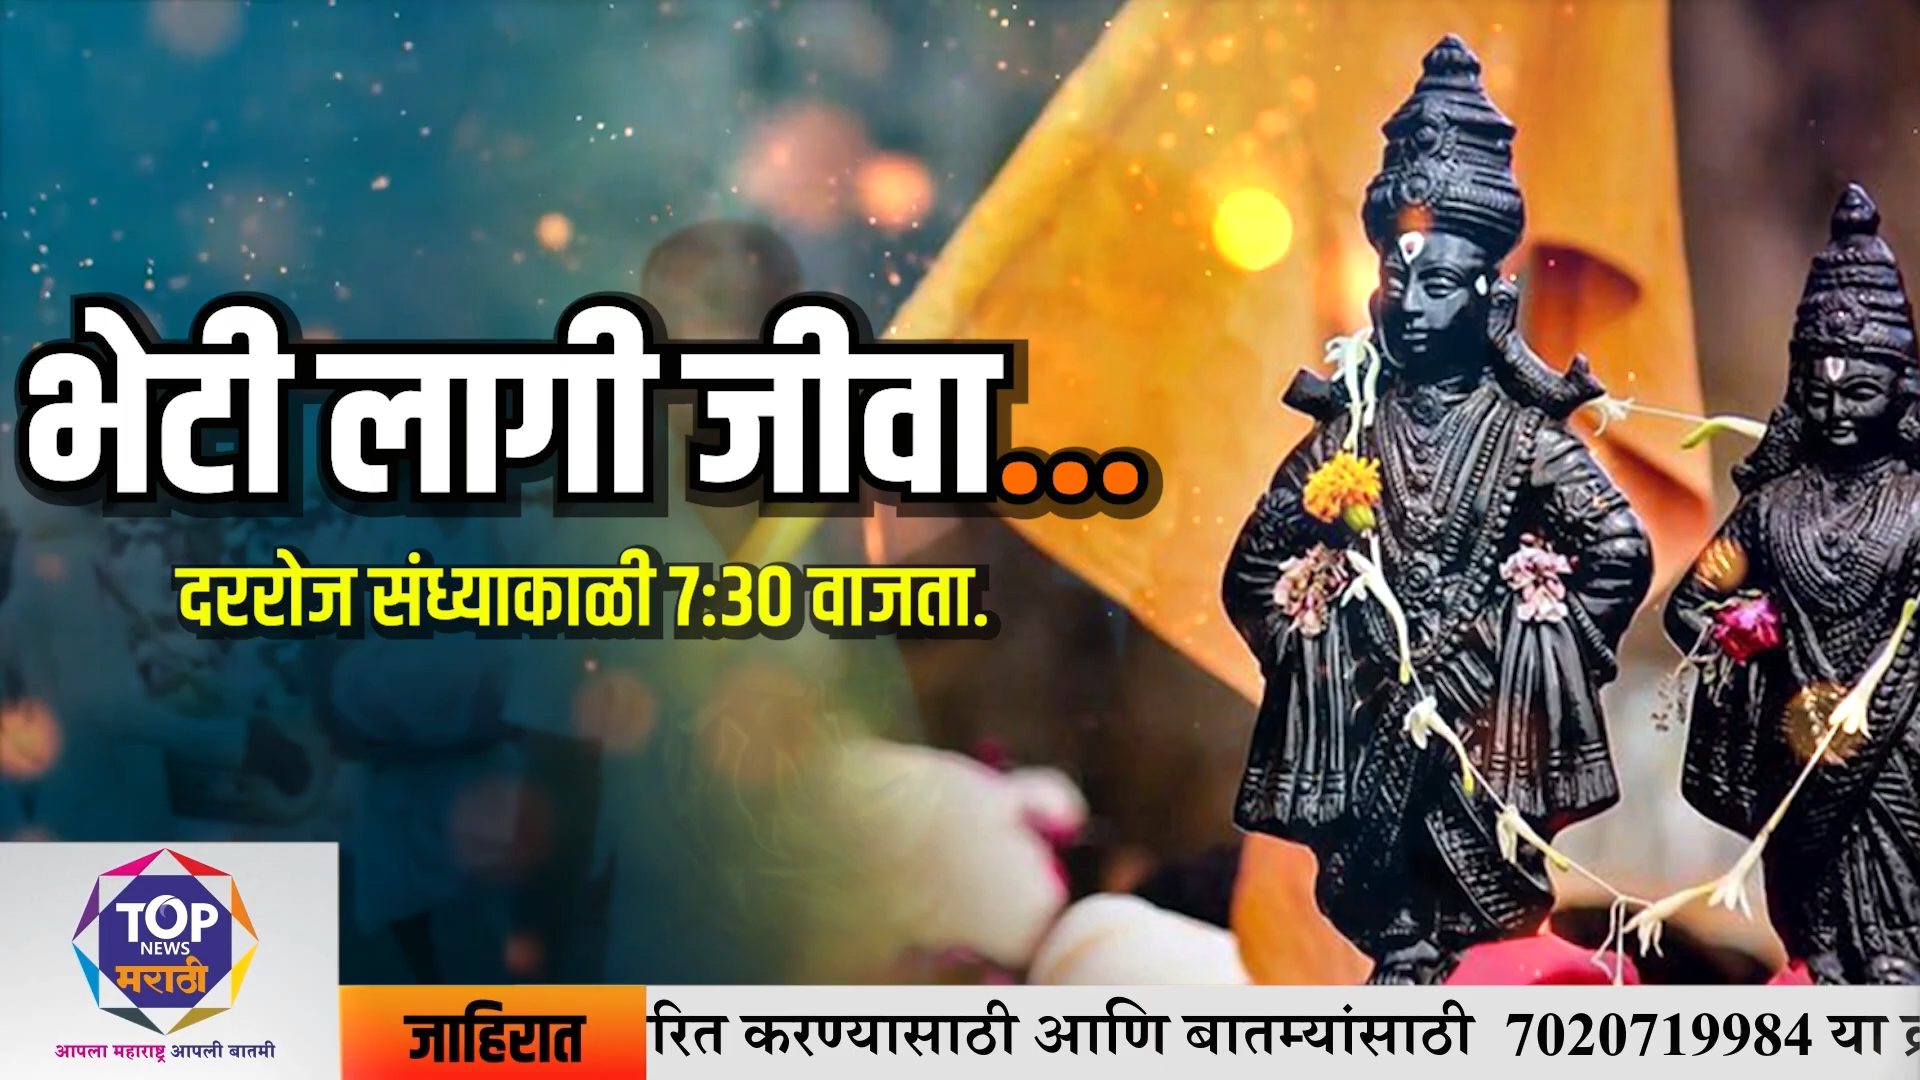 भेटी लागी जीवा...
दररोज संध्याकाळी 7:30 वाजता.
TOP
NEWS
मराठी
आपला महाराष्ट्र आपली बातमी
जाहिरात
रित करण्यासाठी आणि बातम्यांसाठी 7020719984 या